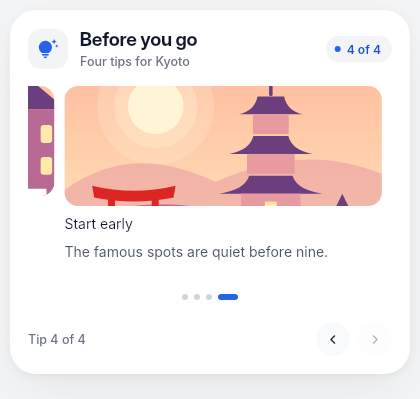 Before you go
Four tips for Kyoto
4 of 4
Start early
The famous spots are quiet before nine.
Tip 4 of 4